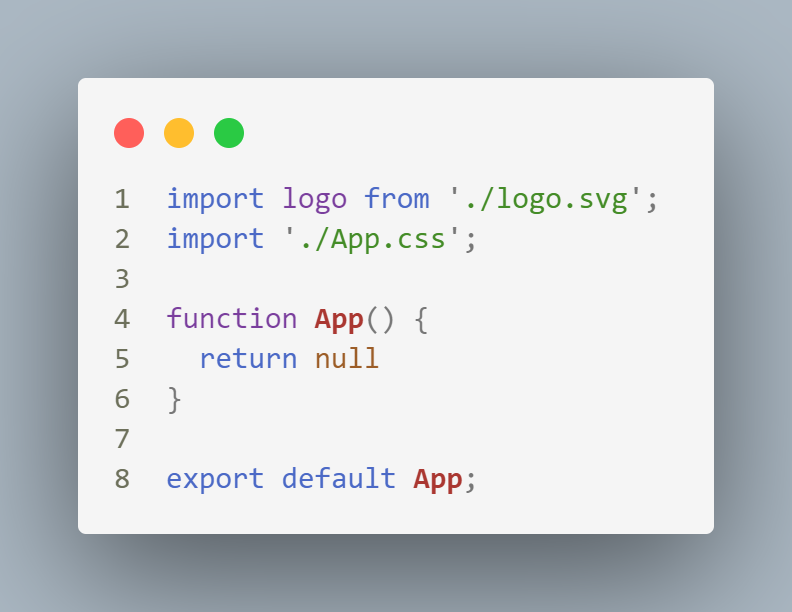 1 import logo from './logo.svg';
2 import './App.css';
3
4 function App() {
5   return null
6 }
7
8 export default App;